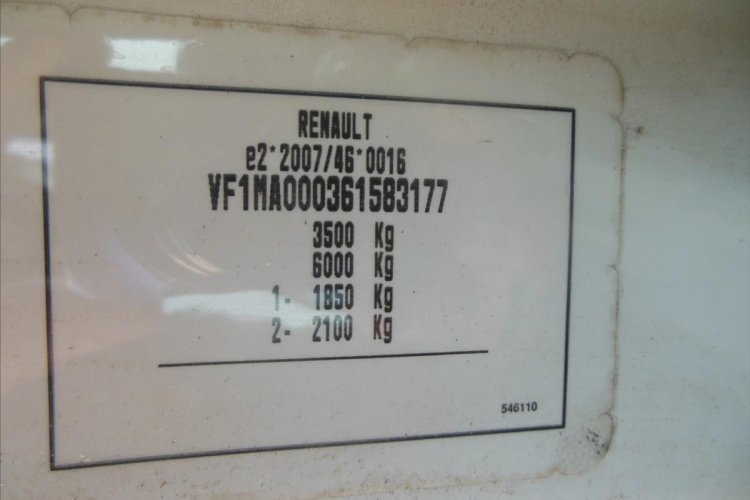 RENAULT
e2*2007/46*0016
VF1MA000361583177
3500 Kg
6000 Kg
1- 1850 Kg
2- 2100 Kg
546110